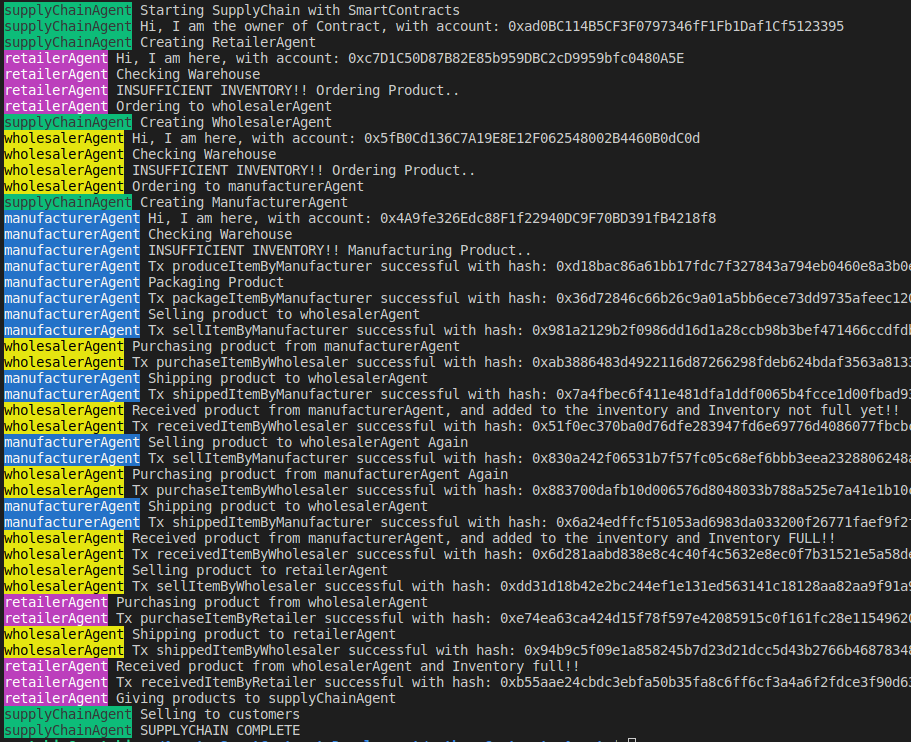 supplyChainAgent Starting SupplyChain with SmartContracts
supplyChainAgent Hi, I am the owner of Contract, with account: 0xad0BC114B5CF3F0797346fF1Fb1Daf1Cf5123395
supplyChainAgent Creating RetailerAgent
retailerAgent Hi, I am here, with account: 0xc7D1C50D87B82E85b959DBC2cD9959bfc0480A5E
retailerAgent Checking Warehouse
retailerAgent INSUFFICIENT INVENTORY!! Ordering Product..
retailerAgent Ordering to wholesalerAgent
supplyChainAgent Creating WholesalerAgent
wholesalerAgent Hi, I am here, with account: 0x5fB0Cd136C7A19E8E12F062548002B4460B0dC0d
wholesalerAgent Checking Warehouse
wholesalerAgent INSUFFICIENT INVENTORY!! Ordering Product..
wholesalerAgent Ordering to manufacturerAgent
supplyChainAgent Creating ManufacturerAgent
manufacturerAgent Hi, I am here, with account: 0x4A9fe326Edc88F1f22940DC9F70BD391fB4218f8
manufacturerAgent Checking Warehouse
manufacturerAgent INSUFFICIENT INVENTORY!! Manufacturing Product..
manufacturerAgent Tx produceItemByManufacturer successful with hash: 0xd18bac86a61bb17fdc7f327843a794eb0460e8a3b0e
manufacturerAgent Packaging Product
manufacturerAgent Tx packageItemByManufacturer successful with hash: 0x36d72846c66b26c9a01a5bb6ece73dd9735afeec120
manufacturerAgent Selling product to wholesalerAgent
manufacturerAgent Tx sellItemByManufacturer successful with hash: 0x981a2129b2f0986dd16d1a28ccb98b3bef471466ccdfdb
wholesalerAgent Purchasing product from manufacturerAgent
wholesalerAgent Tx purchaseItemByWholesaler successful with hash: 0xab3886483d4922116d87266298fdeb624bdaf3563a8133
manufacturerAgent Shipping product to wholesalerAgent
manufacturerAgent Tx shippedItemByManufacturer successful with hash: 0x7a4fbec6f411e481dfa1ddf0065b4fcce1d00fbad93
wholesalerAgent Received product from manufacturerAgent, and added to the inventory and Inventory not full yet!!
wholesalerAgent Tx receivedItemByWholesaler successful with hash: 0x51f0ec370ba0d76dfe283947fd6e69776d4086077fbcbc
manufacturerAgent Selling product to wholesalerAgent Again
manufacturerAgent Tx sellItemByManufacturer successful with hash: 0x830a242f06531b7f57fc05c68ef6bbb3eea2328806248a
wholesalerAgent Purchasing product from manufacturerAgent Again
wholesalerAgent Tx purchaseItemByWholesaler successful with hash: 0x883700dafb10d006576d8048033b788a525e7a41e1b10c
manufacturerAgent Shipping product to wholesalerAgent
manufacturerAgent Tx shippedItemByManufacturer successful with hash: 0x6a24edffcf51053ad6983da033200f26771faef9f2f
wholesalerAgent Received product from manufacturerAgent, and added to the inventory and Inventory FULL!!
wholesalerAgent Tx receivedItemByWholesaler successful with hash: 0x6d281aabd838e8c4c40f4c5632e8ec0f7b31521e5a58de
wholesalerAgent Selling product to retailerAgent
wholesalerAgent Tx sellItemByWholesaler successful with hash: 0xdd31d18b42e2bc244ef1e131ed563141c18128aa82aa9f91a9
retailerAgent Purchasing product from wholesalerAgent
retailerAgent Tx purchaseItemByRetailer successful with hash: 0xe74ea63ca424d15f78f597e42085915c0f161fc28e11549620
wholesalerAgent Shipping product to retailerAgent
wholesalerAgent Tx shippedItemByWholesaler successful with hash: 0x94b9c5f09e1a858245b7d23d21dcc5d43b2766b46878348
retailerAgent Received product from wholesalerAgent and Inventory full!!
retailerAgent Tx receivedItemByRetailer successful with hash: 0xb55aae24cbdc3ebfa50b35fa8c6ff6cf3a4a6f2fdce3f90d63
retailerAgent Giving products to supplyChainAgent
supplyChainAgent Selling to customers
supplyChainAgent SUPPLYCHAIN COMPLETE